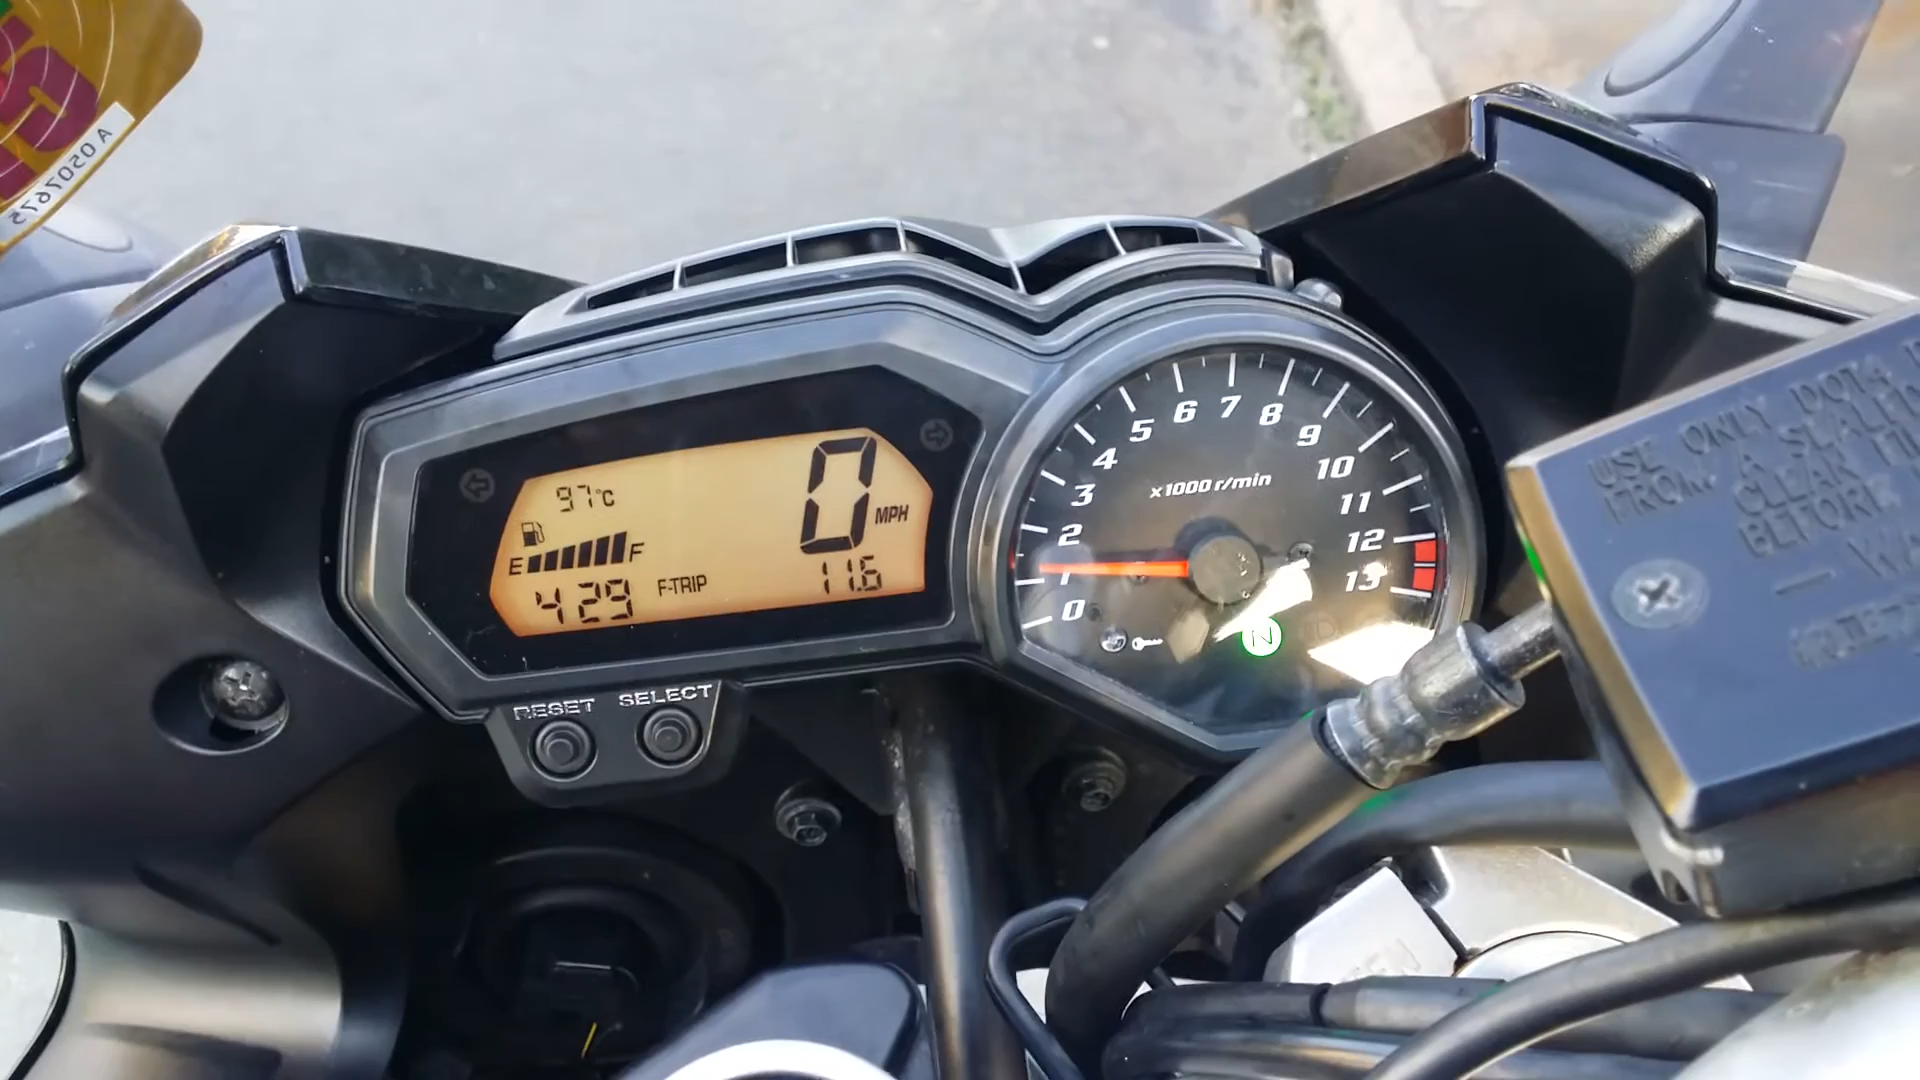 A 0507675
97°C
0 MPH
E F
429 F-TRIP 11.6
RESET SELECT
0 1 2 3 4 5 6 7 8 9 10 11 12 13
x1000 r/min
N
USE ONLY DOT4
FROM A SEALED
CLEAN
BEFORE